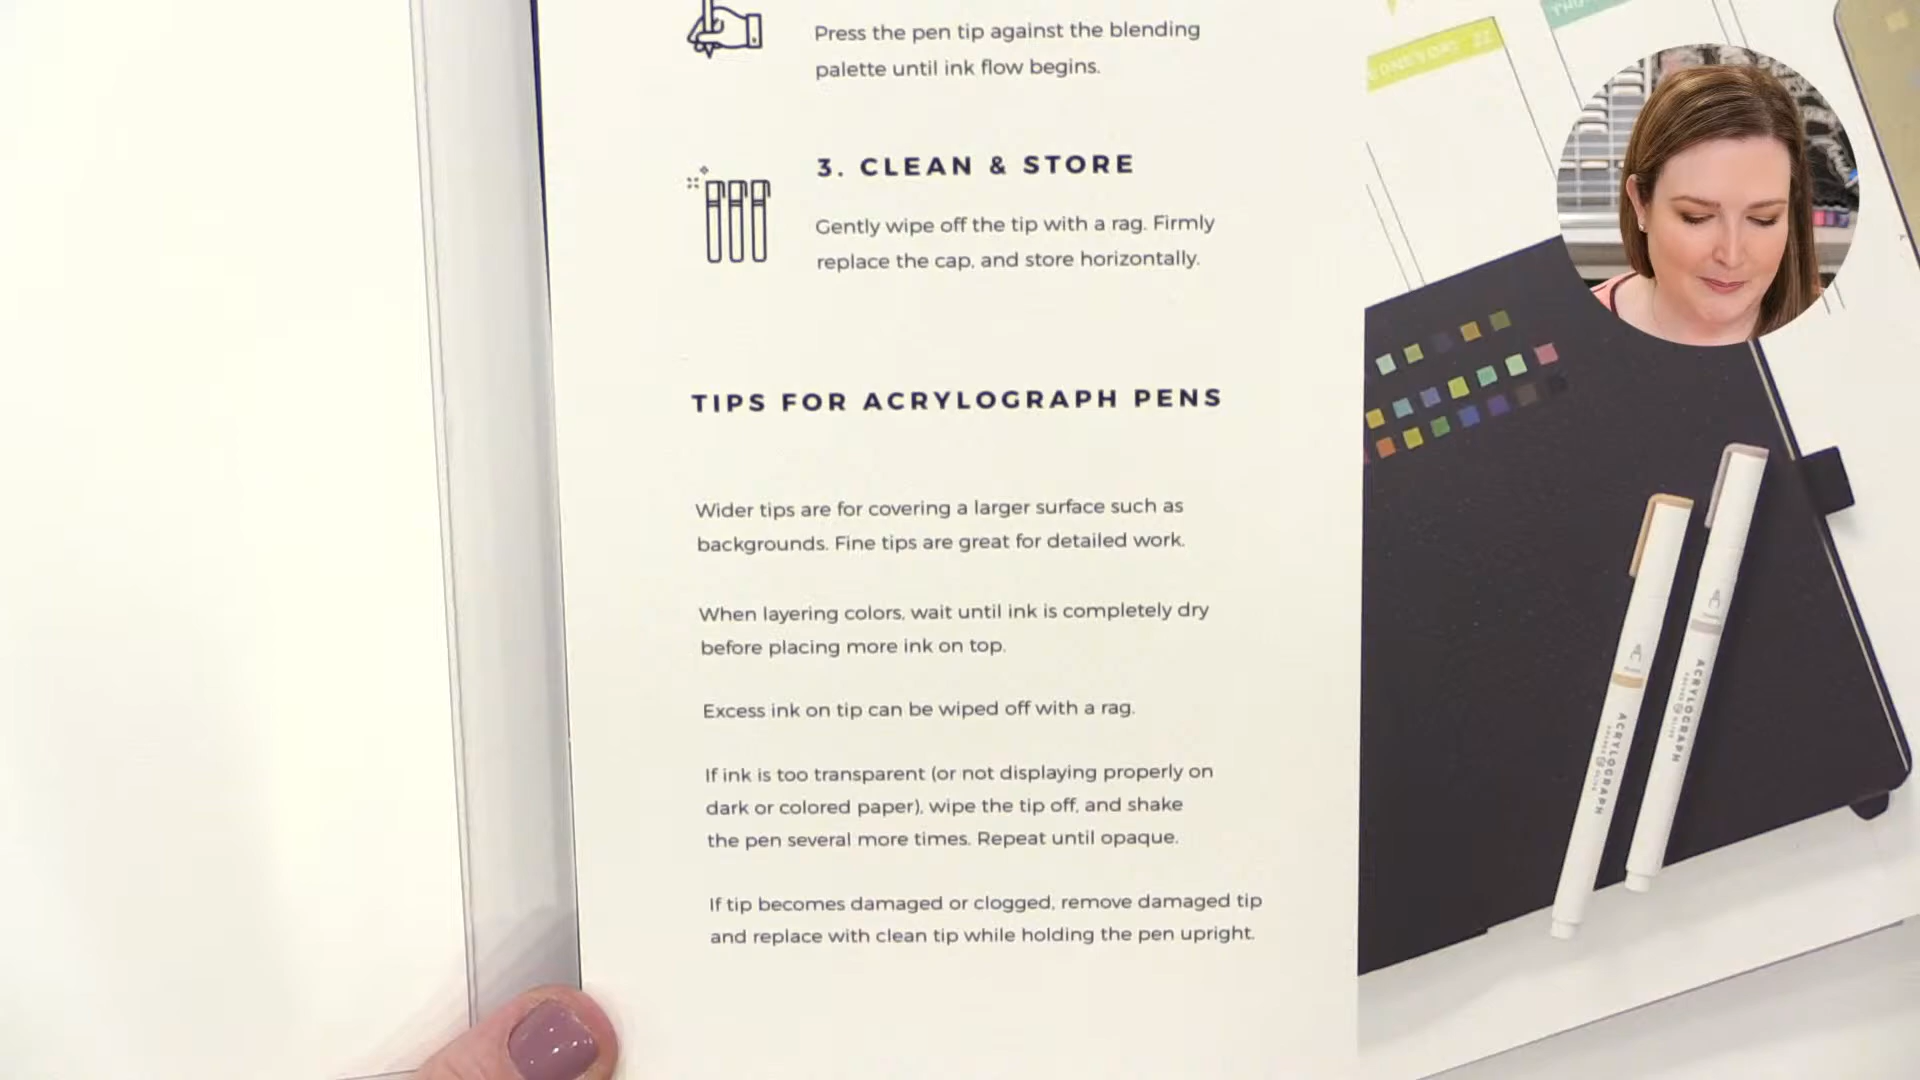 Press the pen tip against the blending
palette until ink flow begins.
3. CLEAN & STORE
Gently wipe off the tip with a rag. Firmly
replace the cap, and store horizontally.
TIPS FOR ACRYLOGRAPH PENS
Wider tips are for covering a larger surface such as
backgrounds. Fine tips are great for detailed work.
When layering colors, wait until ink is completely dry
before placing more ink on top.
Excess ink on tip can be wiped off with a rag.
If ink is too transparent (or not displaying properly on
dark or colored paper), wipe the tip off, and shake
the pen several more times. Repeat until opaque.
If tip becomes damaged or clogged, remove damaged tip
and replace with clean tip while holding the pen upright.
ACRYLOGRAPH
ACRYLOGRAPH